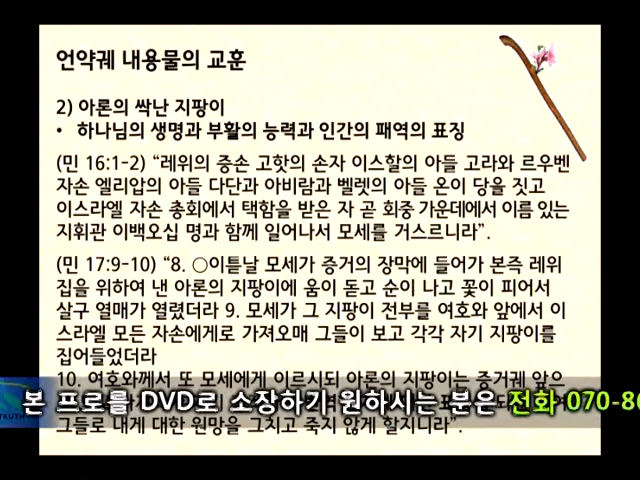 언약궤 내용물의 교훈
2) 아론의 싹난 지팡이
• 하나님의 생명과 부활의 능력과 인간의 패역의 표징
(민 16:1-2) “레위의 증손 고핫의 손자 이스할의 아들 고라와 르우벤
자손 엘리압의 아들 다단과 아비람과 벨렛의 아들 온이 당을 짓고
이스라엘 자손 총회에서 택함을 받은 자 곧 회중 가운데에서 이름 있는
지휘관 이백오십 명과 함께 일어나서 모세를 거스르니라”.
(민 17:9-10) “8. ○이튿날 모세가 증거의 장막에 들어가 본즉 레위
집을 위하여 낸 아론의 지팡이에 움이 돋고 순이 나고 꽃이 피어서
살구 열매가 열렸더라 9. 모세가 그 지팡이 전부를 여호와 앞에서 이
스라엘 모든 자손에게로 가져오매 그들이 보고 각각 자기 지팡이를
집어들었더라
10. 여호와께서 또 모세에게 이르시되 아론의 지팡이는 증거궤 앞으
본 프로를 DVD로 소장하기 원하시는 분은 전화 070-86
그들로 내게 대한 원망을 그치고 죽지 않게 할지니라”.